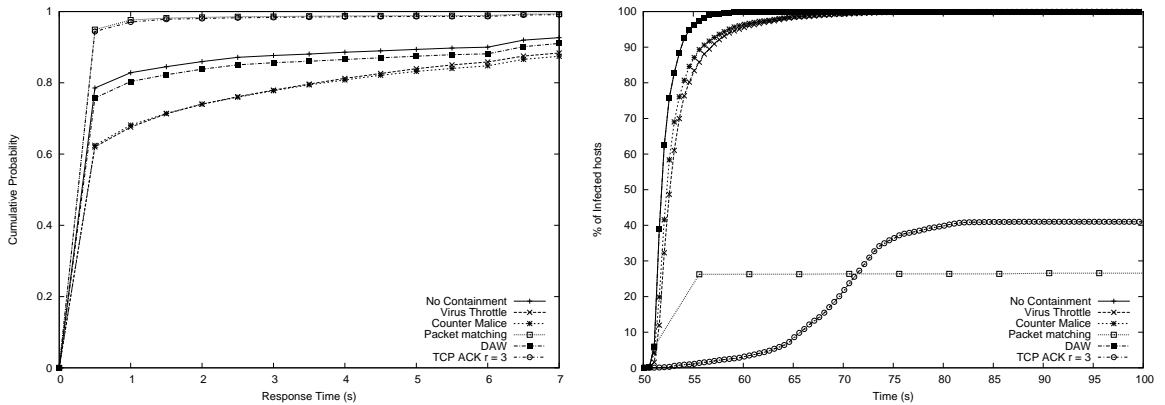 1
0.8
0.6
0.4
0.2
0
Cumulative Probability
0 1 2 3 4 5 6 7
Response Time (s)
No Containment
Virus Throttle
Counter Malice
Packet matching
DAW
TCP ACK r = 3
100
90
80
70
60
50
40
30
20
10
0
% of Infected hosts
50 55 60 65 70 75 80 85 90 95 100
Time (s)
No Containment
Virus Throttle
Counter Malice
Packet matching
DAW
TCP ACK r = 3